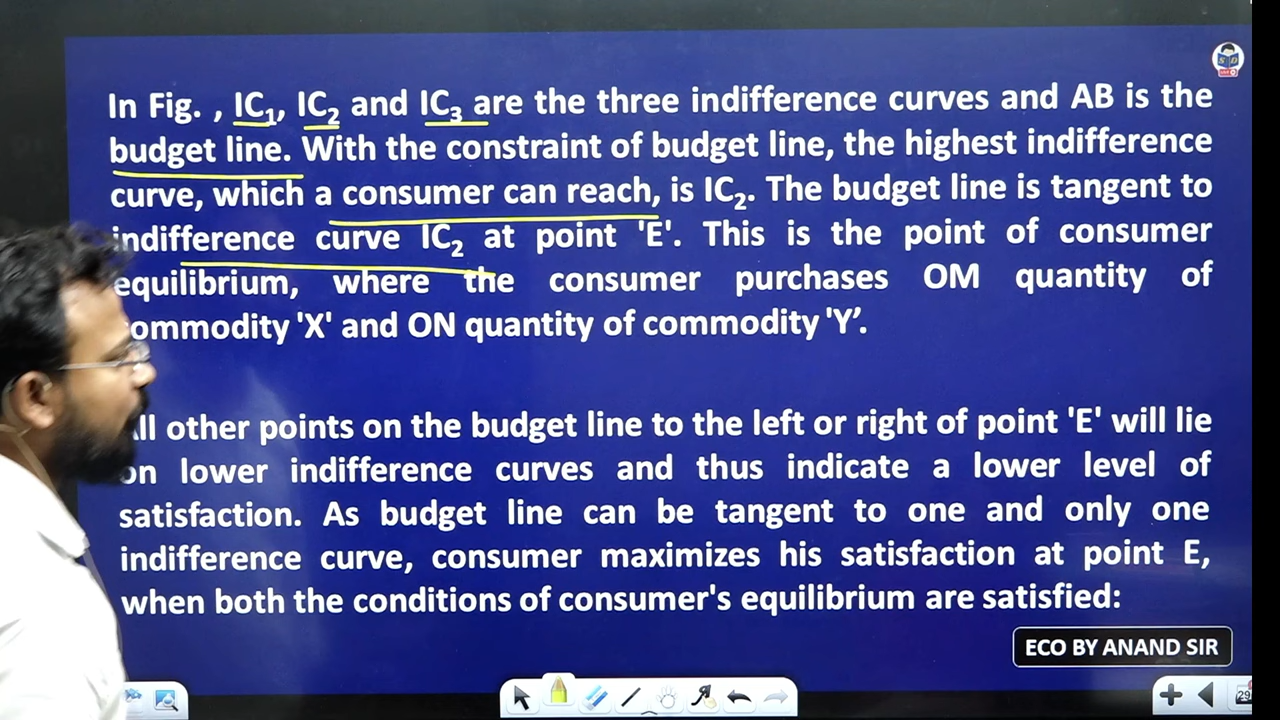 In Fig. , IC₁, IC₂ and IC₃ are the three indifference curves and AB is the
budget line. With the constraint of budget line, the highest indifference
curve, which a consumer can reach, is IC₂. The budget line is tangent to
indifference curve IC₂ at point 'E'. This is the point of consumer
equilibrium, where the consumer purchases OM quantity of
commodity 'X' and ON quantity of commodity 'Y’.
All other points on the budget line to the left or right of point 'E' will lie
on lower indifference curves and thus indicate a lower level of
satisfaction. As budget line can be tangent to one and only one
indifference curve, consumer maximizes his satisfaction at point E,
when both the conditions of consumer's equilibrium are satisfied:
ECO BY ANAND SIR